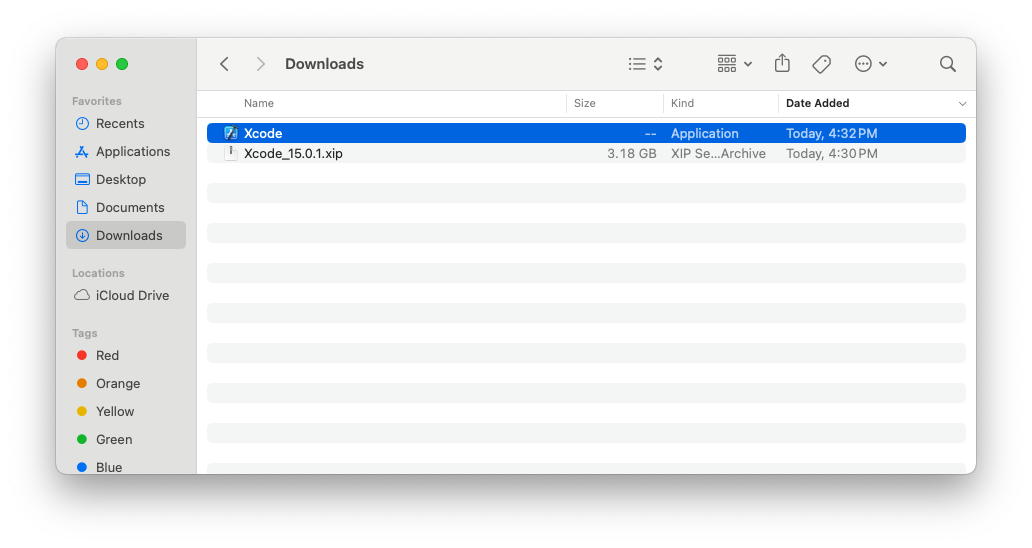 Downloads
Favorites
Recents
Applications
Desktop
Documents
Downloads
Locations
iCloud Drive
Tags
Red
Orange
Yellow
Green
Blue
Name Size Kind Date Added
Xcode -- Application Today, 4:32 PM
Xcode_15.0.1.xip 3.18 GB XIP Se...Archive Today, 4:30 PM